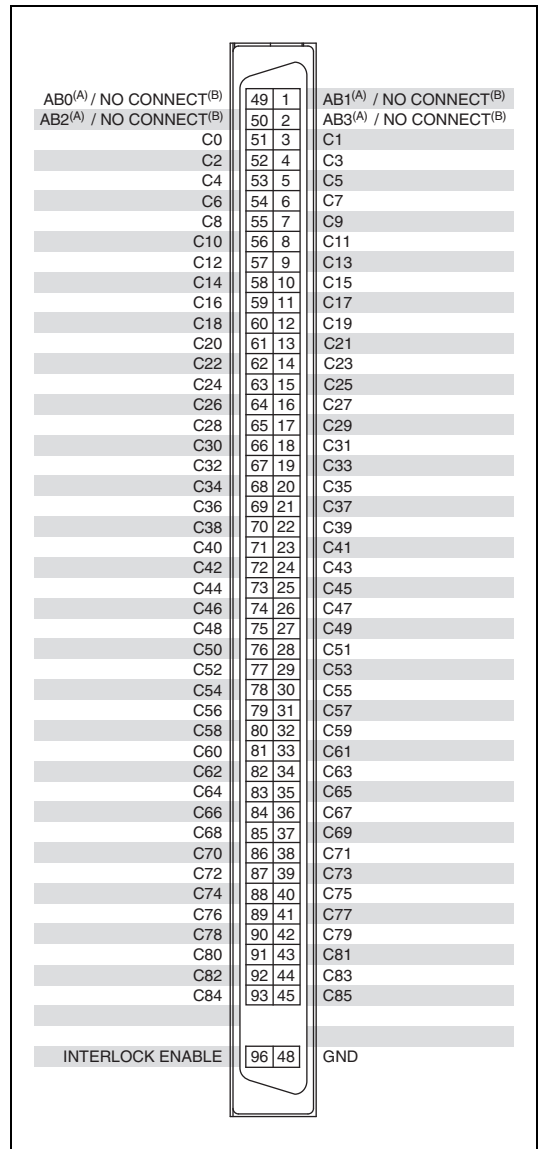 AB0(A) / NO CONNECT(B) 49 1 AB1(A) / NO CONNECT(B)
AB2(A) / NO CONNECT(B) 50 2 AB3(A) / NO CONNECT(B)
C0 51 3 C1
C2 52 4 C3
C4 53 5 C5
C6 54 6 C7
C8 55 7 C9
C10 56 8 C11
C12 57 9 C13
C14 58 10 C15
C16 59 11 C17
C18 60 12 C19
C20 61 13 C21
C22 62 14 C23
C24 63 15 C25
C26 64 16 C27
C28 65 17 C29
C30 66 18 C31
C32 67 19 C33
C34 68 20 C35
C36 69 21 C37
C38 70 22 C39
C40 71 23 C41
C42 72 24 C43
C44 73 25 C45
C46 74 26 C47
C48 75 27 C49
C50 76 28 C51
C52 77 29 C53
C54 78 30 C55
C56 79 31 C57
C58 80 32 C59
C60 81 33 C61
C62 82 34 C63
C64 83 35 C65
C66 84 36 C67
C68 85 37 C69
C70 86 38 C71
C72 87 39 C73
C74 88 40 C75
C76 89 41 C77
C78 90 42 C79
C80 91 43 C81
C82 92 44 C83
C84 93 45 C85
INTERLOCK ENABLE 96 48 GND